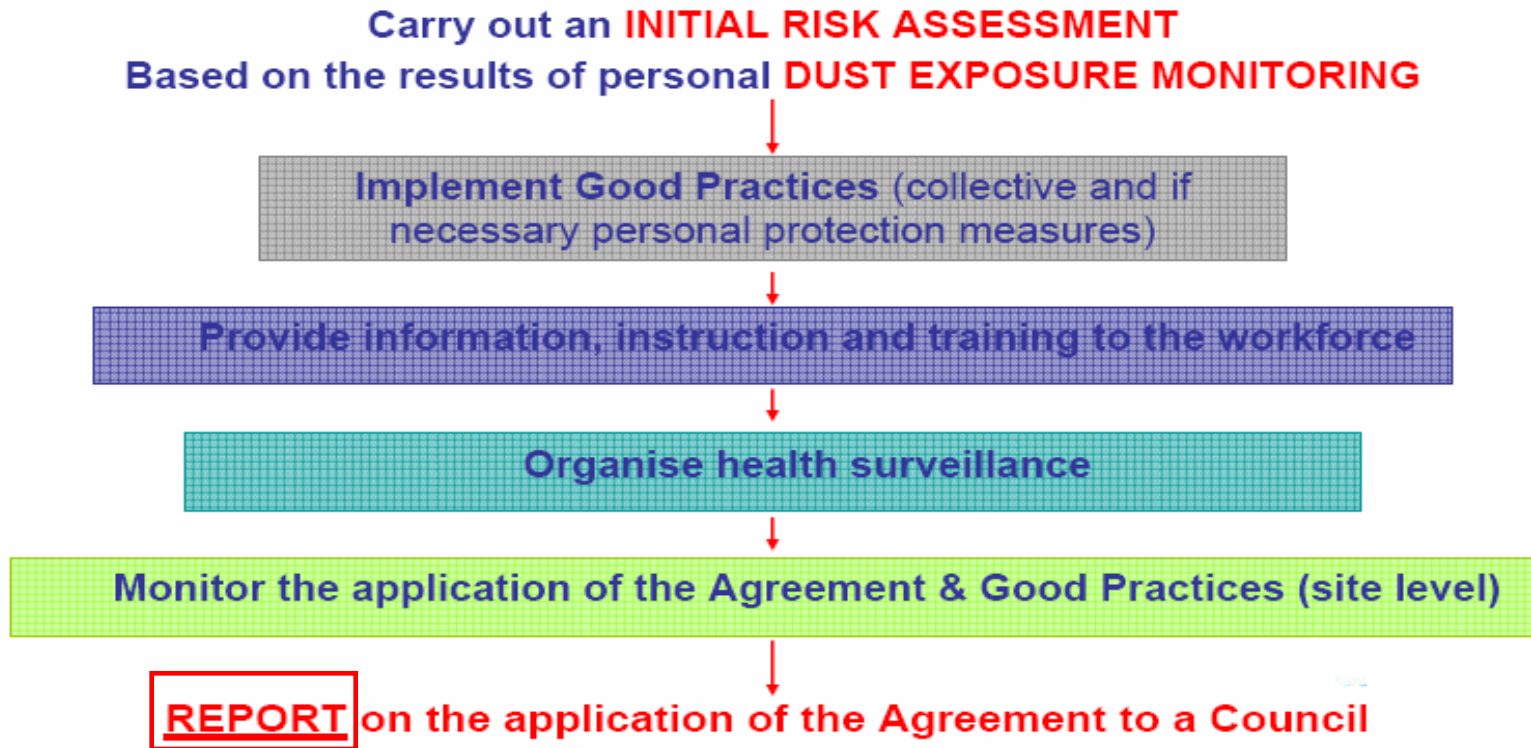 Carry out an INITIAL RISK ASSESSMENT
Based on the results of personal DUST EXPOSURE MONITORING
Implement Good Practices (collective and if
necessary personal protection measures)
Provide information, instruction and training to the workforce
Organise health surveillance
Monitor the application of the Agreement & Good Practices (site level)
REPORT on the application of the Agreement to a Council